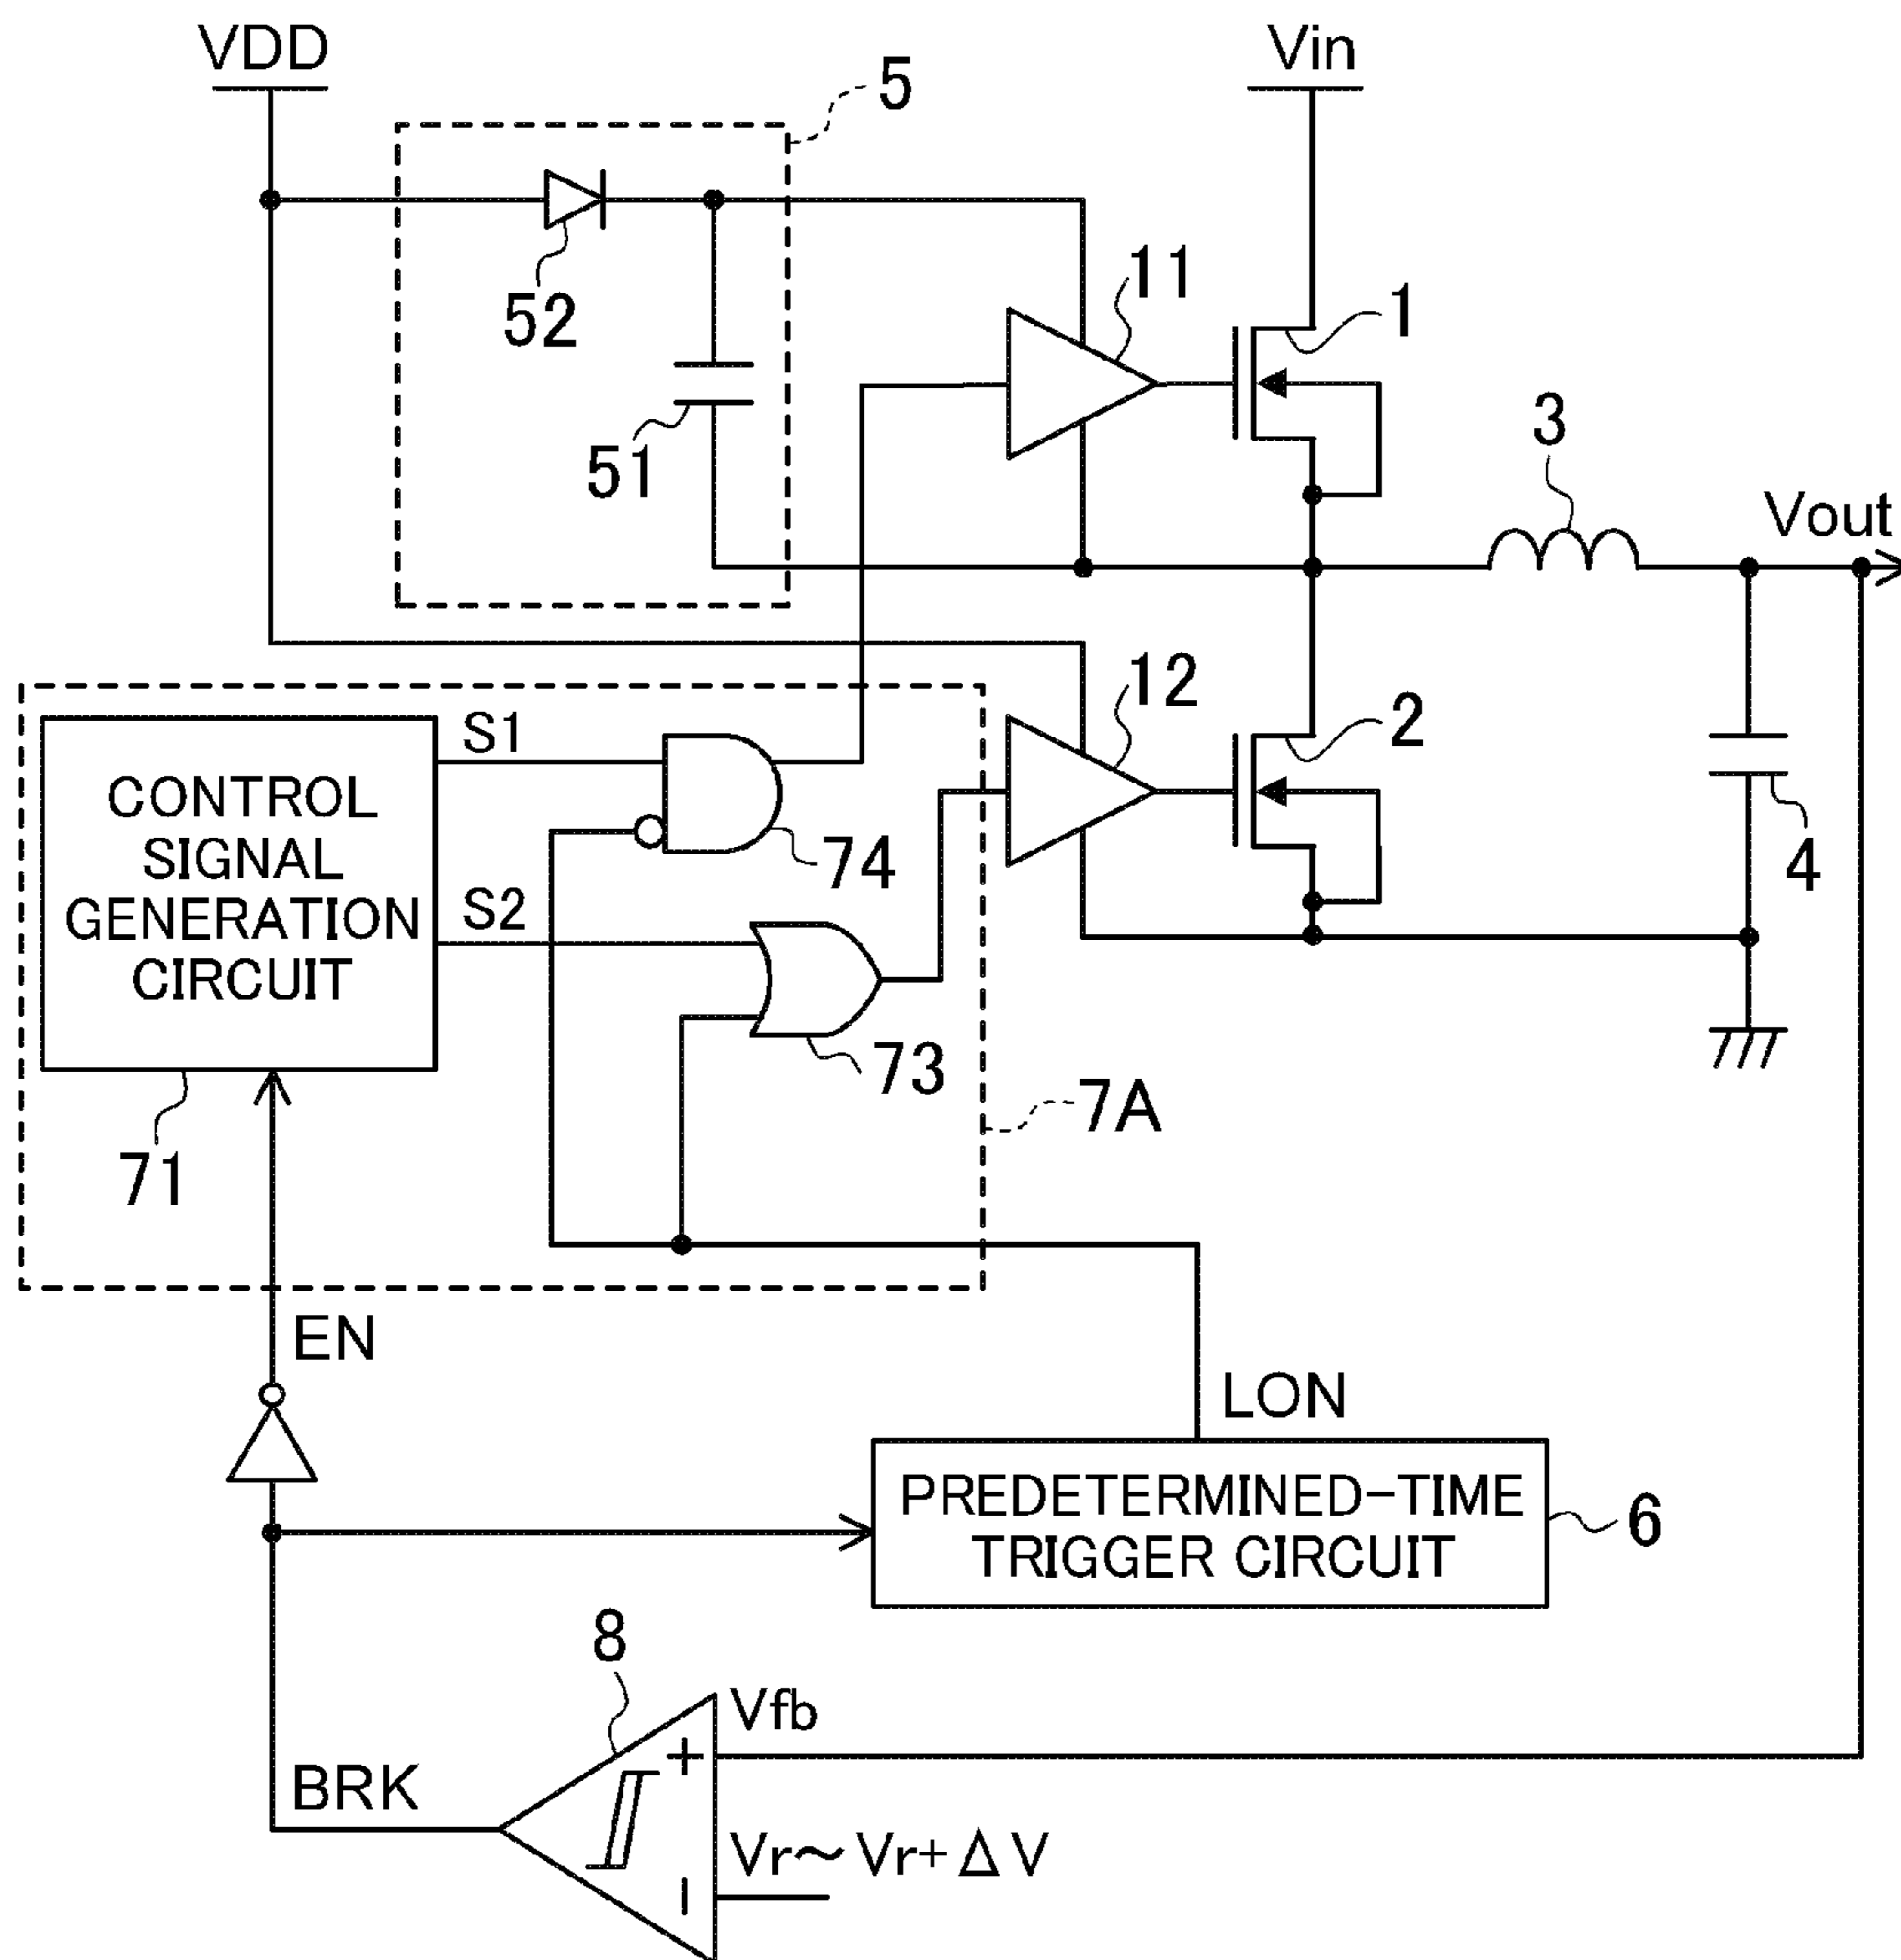 VDD
Vin
5
52
51
11
1
3
Vout
12
2
4
S1
CONTROL
SIGNAL
GENERATION
CIRCUIT
74
S2
73
7A
71
EN
LON
PREDETERMINED-TIME
TRIGGER CIRCUIT
6
8
Vfb
+
BRK
Vr~Vr+ΔV
−